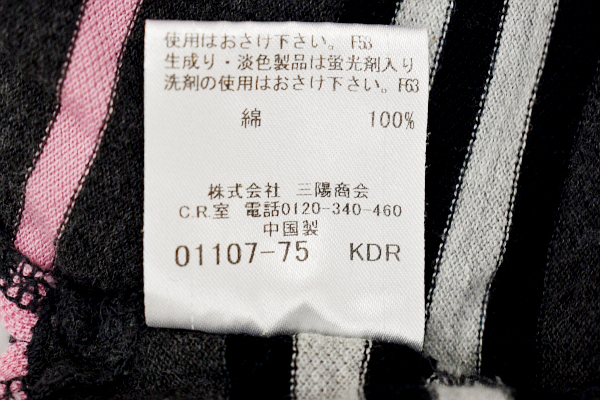 使用はおさけ下さい。F53
生成り・淡色製品は蛍光剤入り
洗剤の使用はおさけ下さい。F63
綿 100%
株式会社 三陽商会
C.R.室 電話0120-340-460
中国製
01107-75 KDR